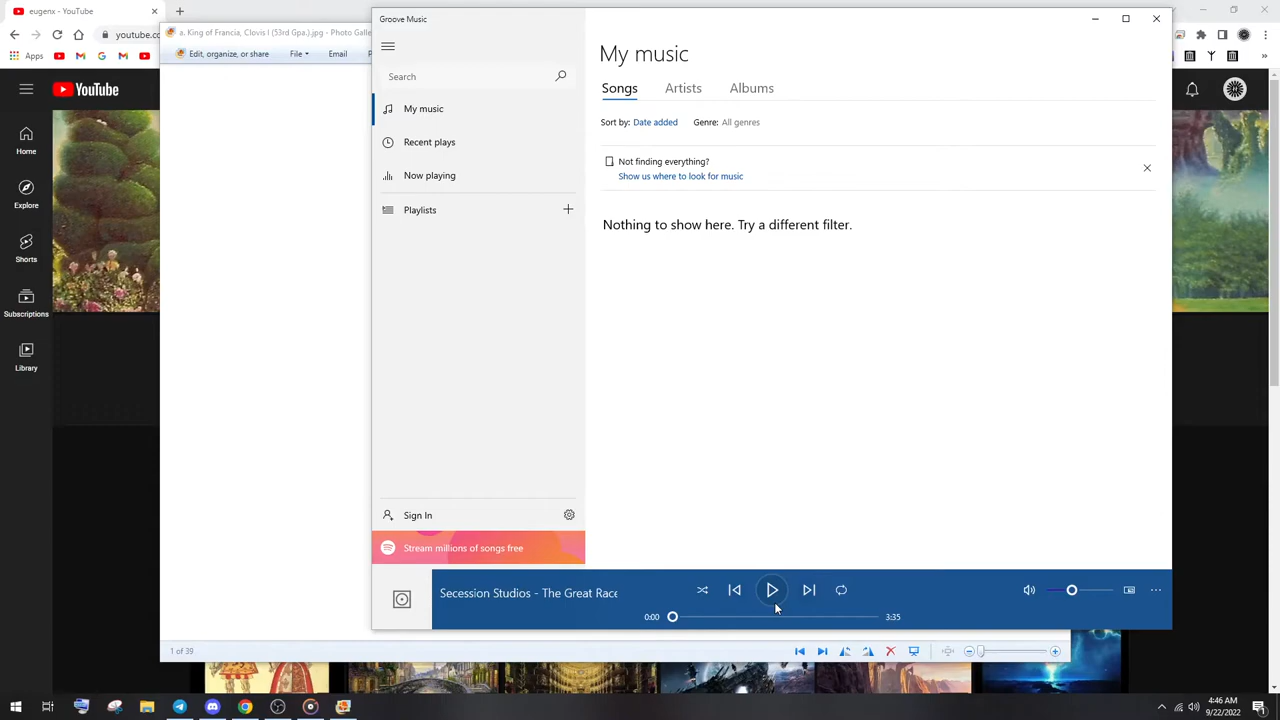 eugenx - YouTube
youtube.co
Apps
YouTube
Home
Explore
Shorts
Subscriptions
Library
a, King of Francia, Clovis I (53rd Gpa.).jpg - Photo Galle
Edit, organize, or share
File
Email
Groove Music
Search
My music
Recent plays
Now playing
Playlists
Sign In
Stream millions of songs free
My music
Songs
Artists
Albums
Sort by: Date added
Genre: All genres
Not finding everything?
Show us where to look for music
Nothing to show here. Try a different filter.
Secession Studios - The Great Race
0:00
3:35
1 of 39
4:46 AM
9/22/2022